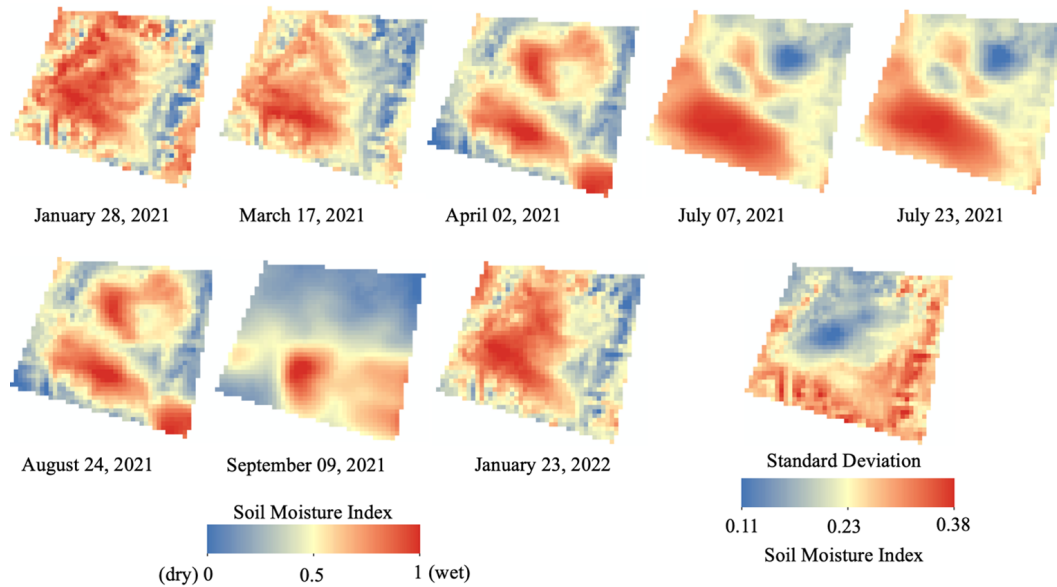 January 28, 2021
March 17, 2021
April 02, 2021
July 07, 2021
July 23, 2021
August 24, 2021
September 09, 2021
January 23, 2022
Standard Deviation
0.11
0.23
0.38
Soil Moisture Index
Soil Moisture Index
(dry) 0
0.5
1 (wet)